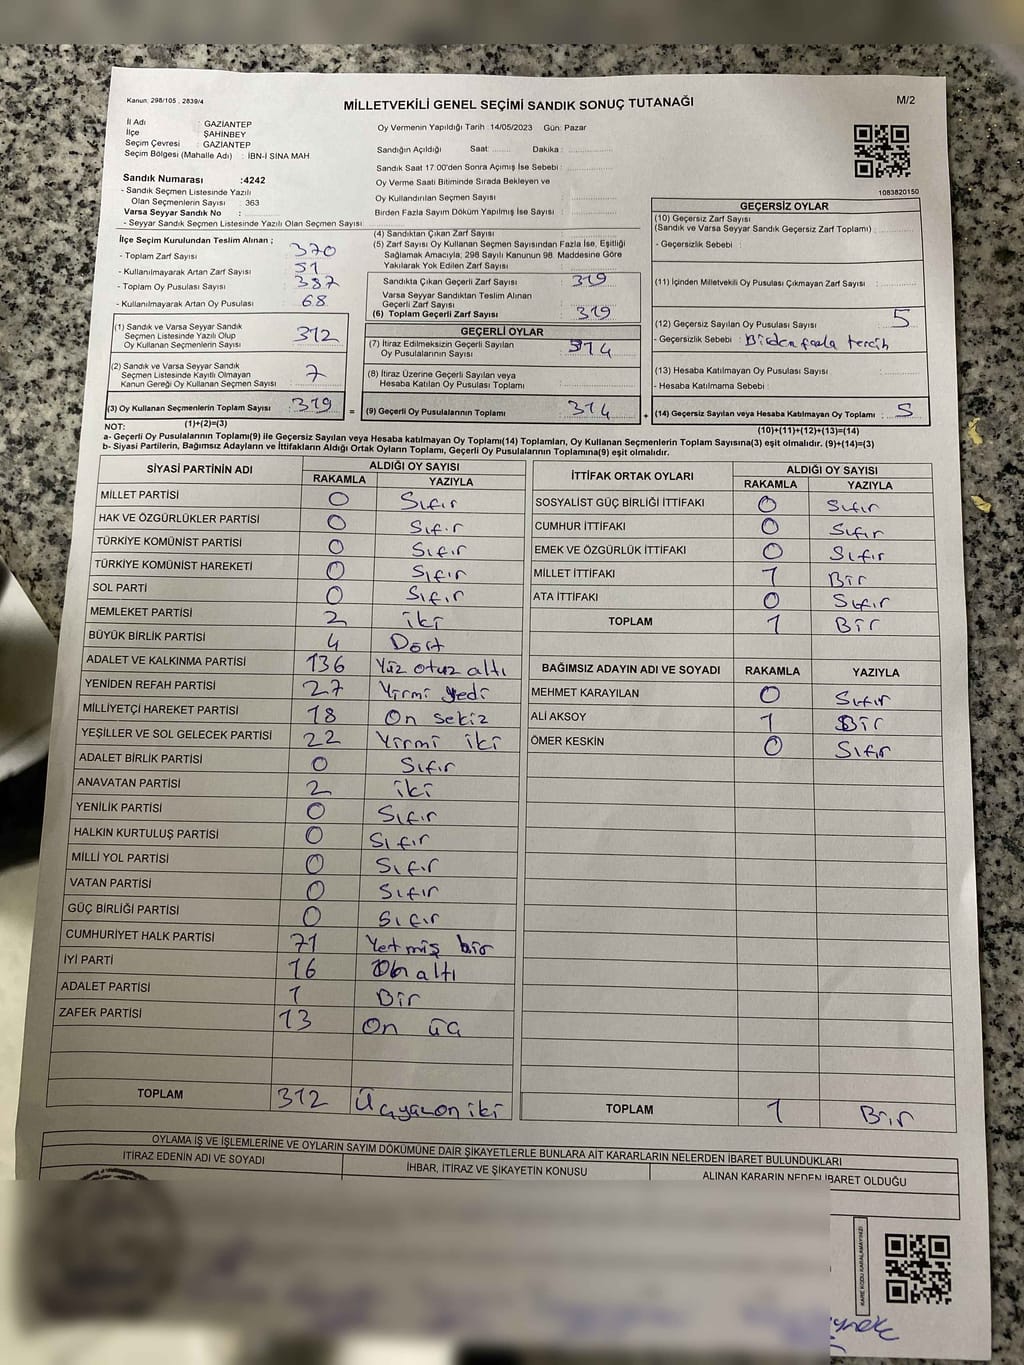 Kanun: 298/105 , 2839/4
MİLLETVEKİLİ GENEL SEÇİMİ SANDIK SONUÇ TUTANAĞI
M/2
İl Adı : GAZİANTEP
İlçe ŞAHİNBEY
Seçim Çevresi : GAZİANTEP
Seçim Bölgesi (Mahalle Adı) : İBN-İ SİNA MAH
Sandık Numarası :4242
- Sandık Seçmen Listesinde Yazılı
Olan Seçmenlerin Sayısı : 363
Varsa Seyyar Sandık No :
- Seyyar Sandık Seçmen Listesinde Yazılı Olan Seçmen Sayısı
Oy Vermenin Yapıldığı Tarih :14/05/2023 Gün: Pazar
Sandığın Açıldığı Saat: Dakika :
Sandık Saat 17.00'den Sonra Açımış İse Sebebi :
Oy Verme Saati Bitiminde Sırada Bekleyen ve
Oy Kullandırılan Seçmen Sayısı
Birden Fazla Sayım Döküm Yapılmış İse Sayısı :
1083820150
İlçe Seçim Kurulundan Teslim Alınan ;
- Toplam Zarf Sayısı : 370
- Kullanılmayarak Artan Zarf Sayısı : 51
- Toplam Oy Pusulası Sayısı : 387
- Kullanılmayarak Artan Oy Pusulası : 68
(1) Sandık ve Varsa Seyyar Sandık
Seçmen Listesinde Yazılı Olup
Oy Kullanan Seçmenlerin Sayısı 312
(2) Sandık ve Varsa Seyyar Sandık
Seçmen Listesinde Kayıtlı Olmayan
Kanun Gereği Oy Kullanan Seçmen Sayısı : 7
(3) Oy Kullanan Seçmenlerin Toplam Sayısı : 319 =
(1)+(2)=(3)
(4) Sandıktan Çıkan Zarf Sayısı
(5) Zarf Sayısı Oy Kullanan Seçmen Sayısından Fazla İse, Eşitliği
Sağlamak Amacıyla; 298 Sayılı Kanunun 98. Maddesine Göre
Yakılarak Yok Edilen Zarf Sayısı
Sandıkta Çıkan Geçerli Zarf Sayısı : 319
Varsa Seyyar Sandıktan Teslim Alınan
Geçerli Zarf Sayısı
(6) Toplam Geçerli Zarf Sayısı : 319
GEÇERLİ OYLAR
(7) İtiraz Edilmeksizin Geçerli Sayılan
Oy Pusulalarının Sayısı : 314
(8) İtiraz Üzerine Geçerli Sayılan veya
Hesaba Katılan Oy Pusulası Toplamı :
(9) Geçerli Oy Pusulalarının Toplamı : 314 +
GEÇERSİZ OYLAR
(10) Geçersiz Zarf Sayısı
(Sandık ve Varsa Seyyar Sandık Geçersiz Zarf Toplamı)
- Geçersizlik Sebebi :
(11) İçinden Milletvekili Oy Pusulası Çıkmayan Zarf Sayısı
(12) Geçersiz Sayılan Oy Pusulası Sayısı : 5
- Geçersizlik Sebebi : Birden fazla tercih
(13) Hesaba Katılmayan Oy Pusulası Sayısı
- Hesaba Katılmama Sebebi :
(14) Geçersiz Sayılan veya Hesaba Katılmayan Oy Toplamı : 5
(10)+(11)+(12)+(13)=(14)
NOT:
a- Geçerli Oy Pusulaları Toplamı(9) ile Geçersiz Sayılan veya Hesaba katılmayan Oy Toplamı(14) Toplamları, Oy Kullanan Seçmenlerin Toplam Sayısına(3) eşit olmalıdır. (9)+(14)=(3)
b- Siyasi Partilerin, Bağımsız Adayların ve İttifakların Aldığı Ortak Oyların Toplamı, Geçerli Oy Pusulalarının Toplamına(9) eşit olmalıdır.
SİYASİ PARTİNİN ADI ALDIĞI OY SAYISI
RAKAMLA YAZIYLA
MİLLET PARTİSİ 0 Sıfır
HAK VE ÖZGÜRLÜKLER PARTİSİ 0 Sıfır
TÜRKİYE KOMÜNİST PARTİSİ 0 Sıfır
TÜRKİYE KOMÜNİST HAREKETİ 0 Sıfır
SOL PARTİ 0 Sıfır
MEMLEKET PARTİSİ 2 iki
BÜYÜK BİRLİK PARTİSİ 4 Dört
ADALET VE KALKINMA PARTİSİ 136 Yüz otuz altı
YENİDEN REFAH PARTİSİ 27 Yirmi yedi
MİLLİYETÇİ HAREKET PARTİSİ 18 On sekiz
YEŞİLLER VE SOL GELECEK PARTİSİ 22 Yirmi iki
ADALET BİRLİK PARTİSİ 0 Sıfır
ANAVATAN PARTİSİ 2 iki
YENİLİK PARTİSİ 0 Sıfır
HALKIN KURTULUŞ PARTİSİ 0 Sıfır
MİLLİ YOL PARTİSİ 0 Sıfır
VATAN PARTİSİ 0 Sıfır
GÜÇ BİRLİĞİ PARTİSİ 0 Sıfır
CUMHURİYET HALK PARTİSİ 71 Yetmiş bir
İYİ PARTİ 16 On altı
ADALET PARTİSİ 1 Bir
ZAFER PARTİSİ 13 On üç
TOPLAM 312 Üçyüzoniki
İTTİFAK ORTAK OYLARI ALDIĞI OY SAYISI
RAKAMLA YAZIYLA
SOSYALİST GÜÇ BİRLİĞİ İTTİFAKI 0 Sıfır
CUMHUR İTTİFAKI 0 Sıfır
EMEK VE ÖZGÜRLÜK İTTİFAKI 0 Sıfır
MİLLET İTTİFAKI 1 Bir
ATA İTTİFAKI 0 Sıfır
TOPLAM 1 Bir
BAĞIMSIZ ADAYIN ADI VE SOYADI RAKAMLA YAZIYLA
MEHMET KARAYILAN 0 Sıfır
ALİ AKSOY 1 Bir
ÖMER KESKİN 0 Sıfır
TOPLAM 1 Bir
OYLAMA İŞ VE İŞLEMLERİNE VE OYLARIN SAYIM DÖKÜMÜNE DAİR ŞİKAYETLERLE BUNLARA AİT KARARLARIN NELERDEN İBARET BULUNDUKLARI
İTİRAZ EDENİN ADI VE SOYADI İHBAR, İTİRAZ VE ŞİKAYETİN KONUSU ALINAN KARARIN NEDEN İBARET OLDUĞU
KARE KODU KARALAMAYINIZ!